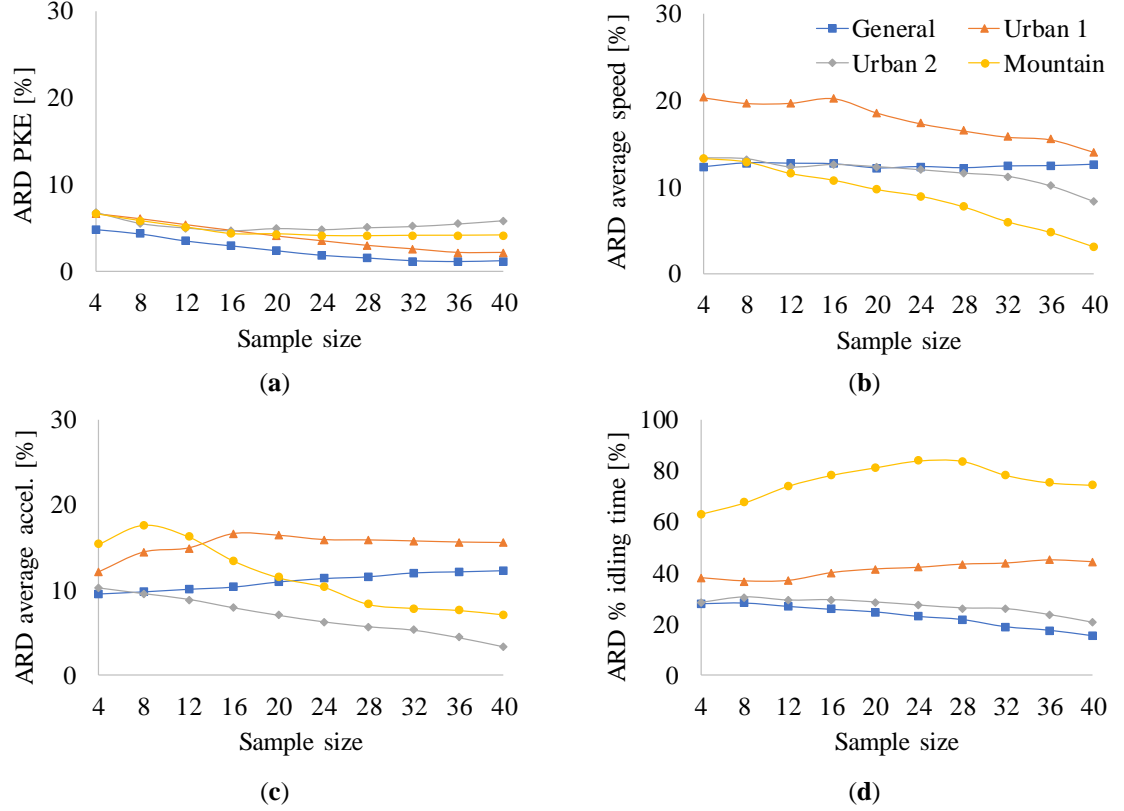 ARD PKE [%]
30
20
10
0
4 8 12 16 20 24 28 32 36 40
Sample size
(a)
General Urban 1
Urban 2 Mountain
ARD average speed [%]
30
20
10
0
4 8 12 16 20 24 28 32 36 40
Sample size
(b)
ARD average accel. [%]
30
20
10
0
4 8 12 16 20 24 28 32 36 40
Sample size
(c)
ARD % idling time [%]
100
80
60
40
20
0
4 8 12 16 20 24 28 32 36 40
Sample size
(d)